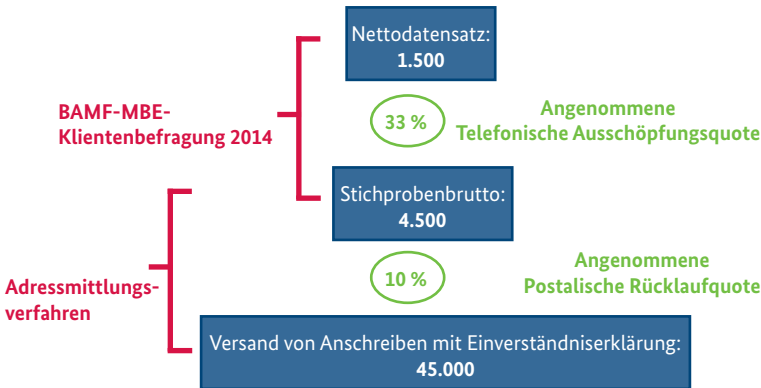 Nettodatensatz:
1.500
BAMF-MBE-
Klientenbefragung 2014
33 %
Angenommene
Telefonische Ausschöpfungsquote
Stichprobenbrutto:
4.500
Adressmittlungs-
verfahren
10 %
Angenommene
Postalische Rücklaufquote
Versand von Anschreiben mit Einverständniserklärung:
45.000